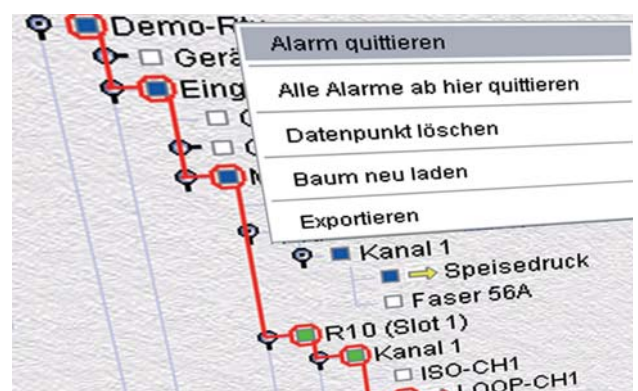 Demo-Rtu
Alarm quittieren
Gerä
Alle Alarme ab hier quittieren
Eing
Datenpunkt löschen
Baum neu laden
Exportieren
Kanal 1
Speisedruck
Faser 56A
R10 (Slot 1)
Kanal 1
ISO-CH1
LOOP-CH1